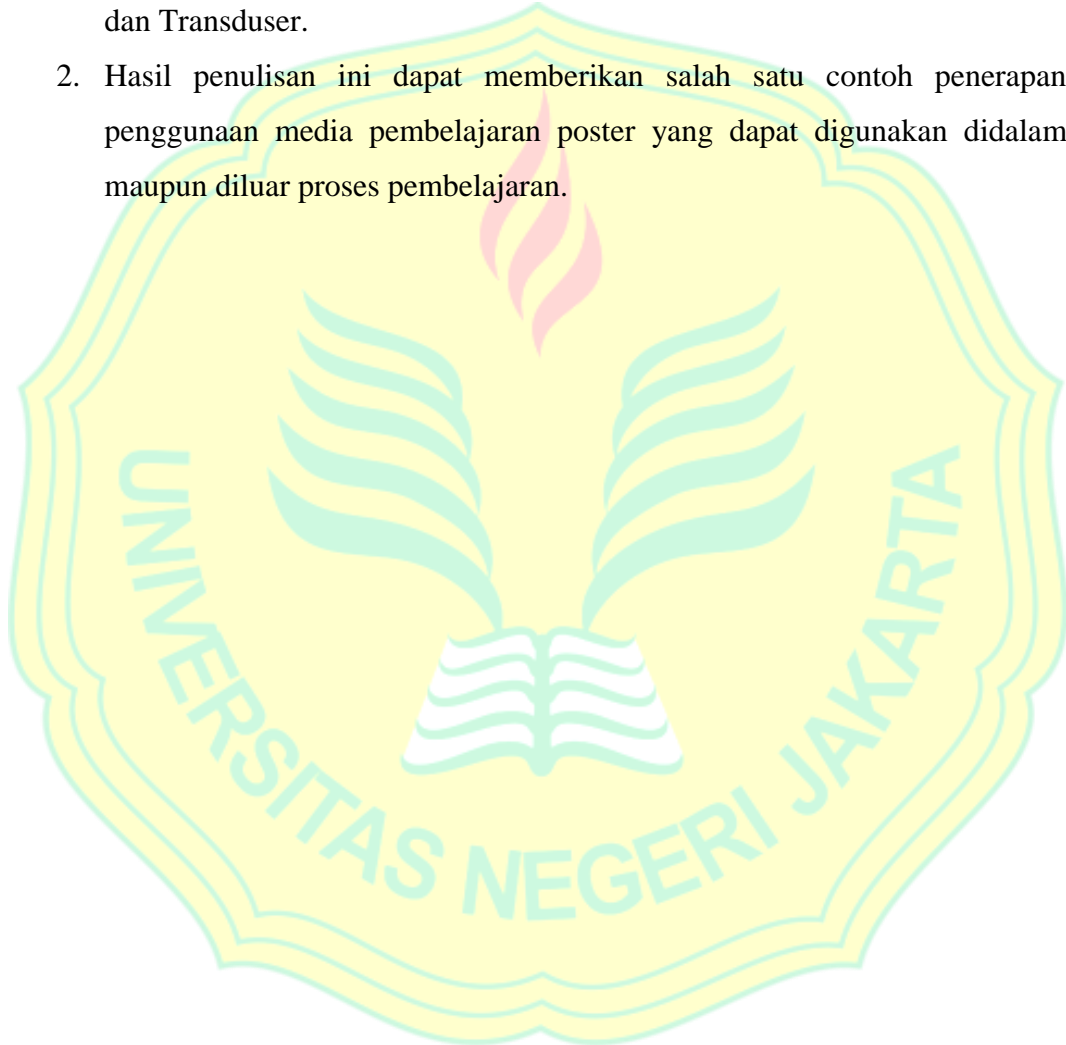 dan Transduser.
2. Hasil penulisan ini dapat memberikan salah satu contoh penerapan
penggunaan media pembelajaran poster yang dapat digunakan didalam
maupun diluar proses pembelajaran.
UNIVERSITAS NEGERI JAKARTA